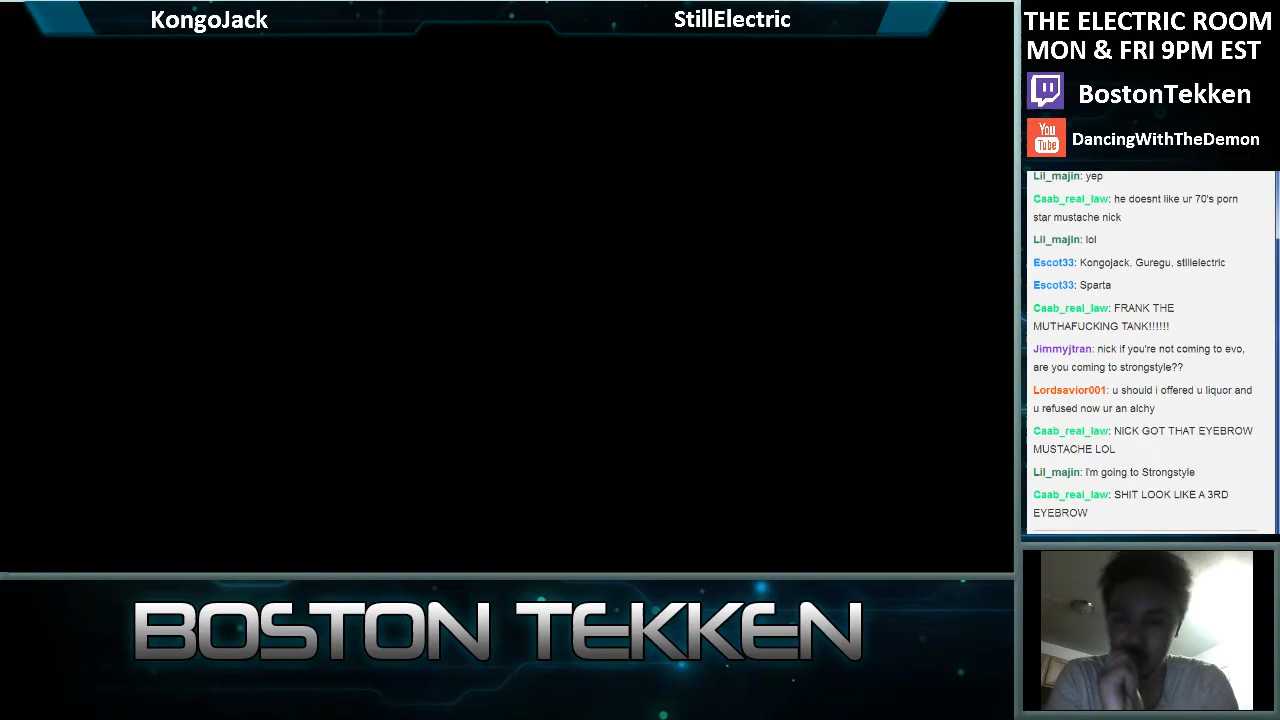 KongoJack
StillElectric
THE ELECTRIC ROOM
MON & FRI 9PM EST
BostonTekken
You
Tube
DancingWithTheDemon
Lil_majin: yep
Caab_real_law: he doesnt like ur 70's porn
star mustache nick
Lil_majin: lol
Escot33: Kongojack, Guregu, stillelectric
Escot33: Sparta
Caab_real_law: FRANK THE
MUTHAFUCKING TANK!!!!!!
Jimmyjtran: nick if you're not coming to evo,
are you coming to strongstyle??
Lordsavior001: u should i offered u liquor and
u refused now ur an alchy
Caab_real_law: NICK GOT THAT EYEBROW
MUSTACHE LOL
Lil_majin: I'm going to Strongstyle
Caab_real_law: SHIT LOOK LIKE A 3RD
EYEBROW
BOSTON TEKKEN